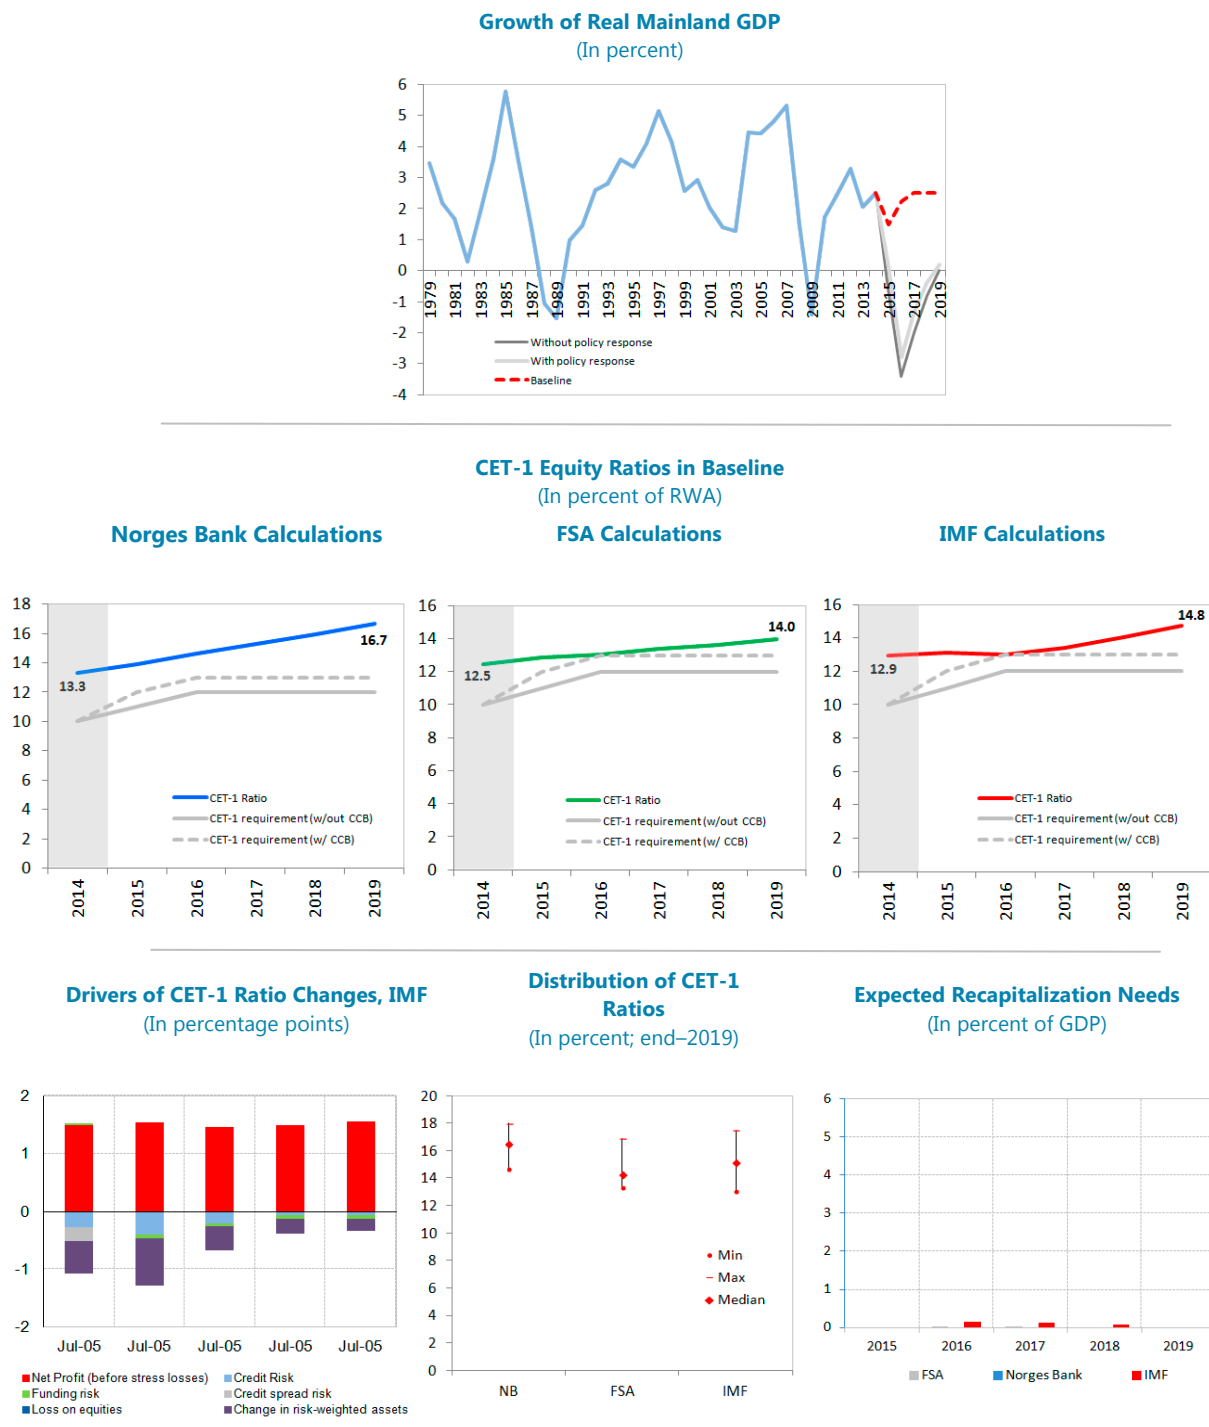 Growth of Real Mainland GDP
(In percent)
6
5
4
3
2
1
0
-1
-2
-3
-4
1979
1981
1983
1985
1987
1989
1991
1993
1995
1997
1999
2001
2003
2005
2007
2009
2011
2013
2015
2017
2019
Without policy response
With policy response
Baseline
CET-1 Equity Ratios in Baseline
(In percent of RWA)
Norges Bank Calculations
18
16
14
12
10
8
6
4
2
0
13.3
16.7
CET-1 Ratio
CET-1 requirement (w/out CCB)
CET-1 requirement (w/ CCB)
2014
2015
2016
2017
2018
2019
FSA Calculations
16
14
12
10
8
6
4
2
0
12.5
14.0
CET-1 Ratio
CET-1 requirement (w/out CCB)
CET-1 requirement (w/ CCB)
2014
2015
2016
2017
2018
2019
IMF Calculations
16
14
12
10
8
6
4
2
0
12.9
14.8
CET-1 Ratio
CET-1 requirement (w/out CCB)
CET-1 requirement (w/ CCB)
2014
2015
2016
2017
2018
2019
Drivers of CET-1 Ratio Changes, IMF
(In percentage points)
2
1
0
-1
-2
Jul-05 Jul-05 Jul-05 Jul-05 Jul-05
Net Profit (before stress losses) Credit Risk
Funding risk Credit spread risk
Loss on equities Change in risk-weighted assets
Distribution of CET-1
Ratios
(In percent; end–2019)
20
18
16
14
12
10
8
6
4
2
0
Min
Max
Median
NB FSA IMF
Expected Recapitalization Needs
(In percent of GDP)
6
5
4
3
2
1
0
2015 2016 2017 2018 2019
FSA Norges Bank IMF